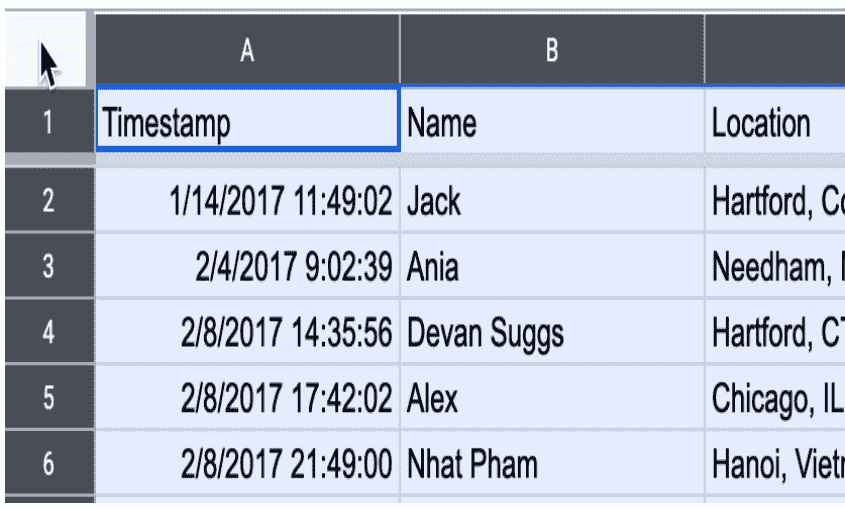 A B
1 Timestamp Name Location
2 1/14/2017 11:49:02 Jack Hartford,
3 2/4/2017 9:02:39 Ania Needham,
4 2/8/2017 14:35:56 Devan Suggs Hartford, CT
5 2/8/2017 17:42:02 Alex Chicago, IL
6 2/8/2017 21:49:00 Nhat Pham Hanoi,